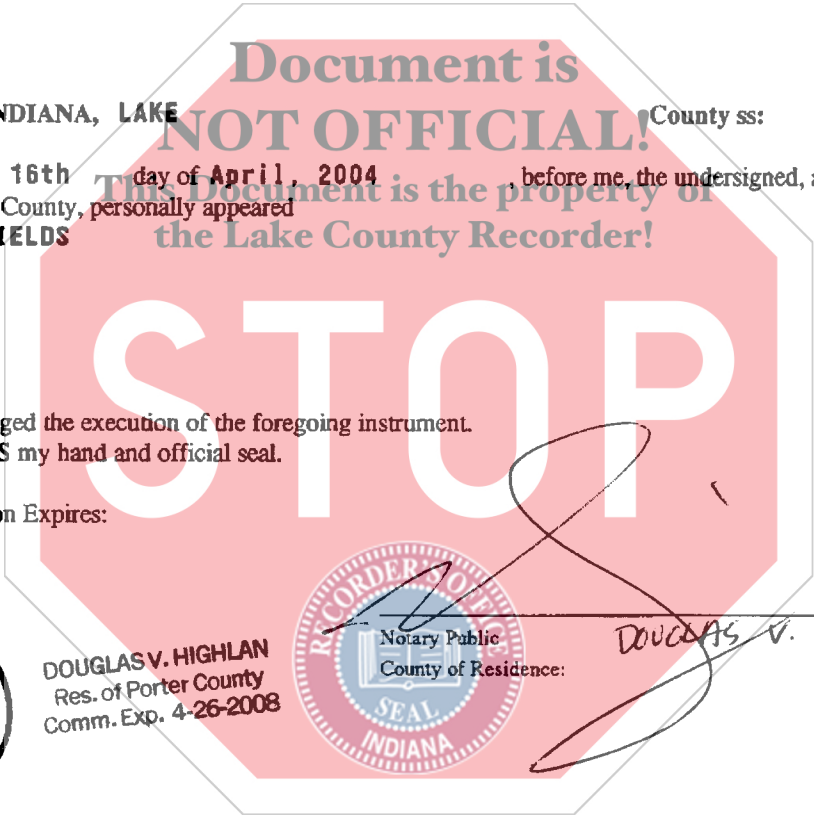 Document is
NDIANA, LAKE County ss:
NOT OFFICIAL!
16th day of April, 2004 , before me, the undersigned, a
This Document is the property of
County, personally appeared
IELDS
the Lake County Recorder!
STOP
ged the execution of the foregoing instrument.
S my hand and official seal.
on Expires:
RECORDER'S OFFICE
SEAL
INDIANA
Notary Public
DOUGLAS V.
County of Residence:
DOUGLAS V. HIGHLAN
Res. of Porter County
Comm. Exp. 4-26-2008